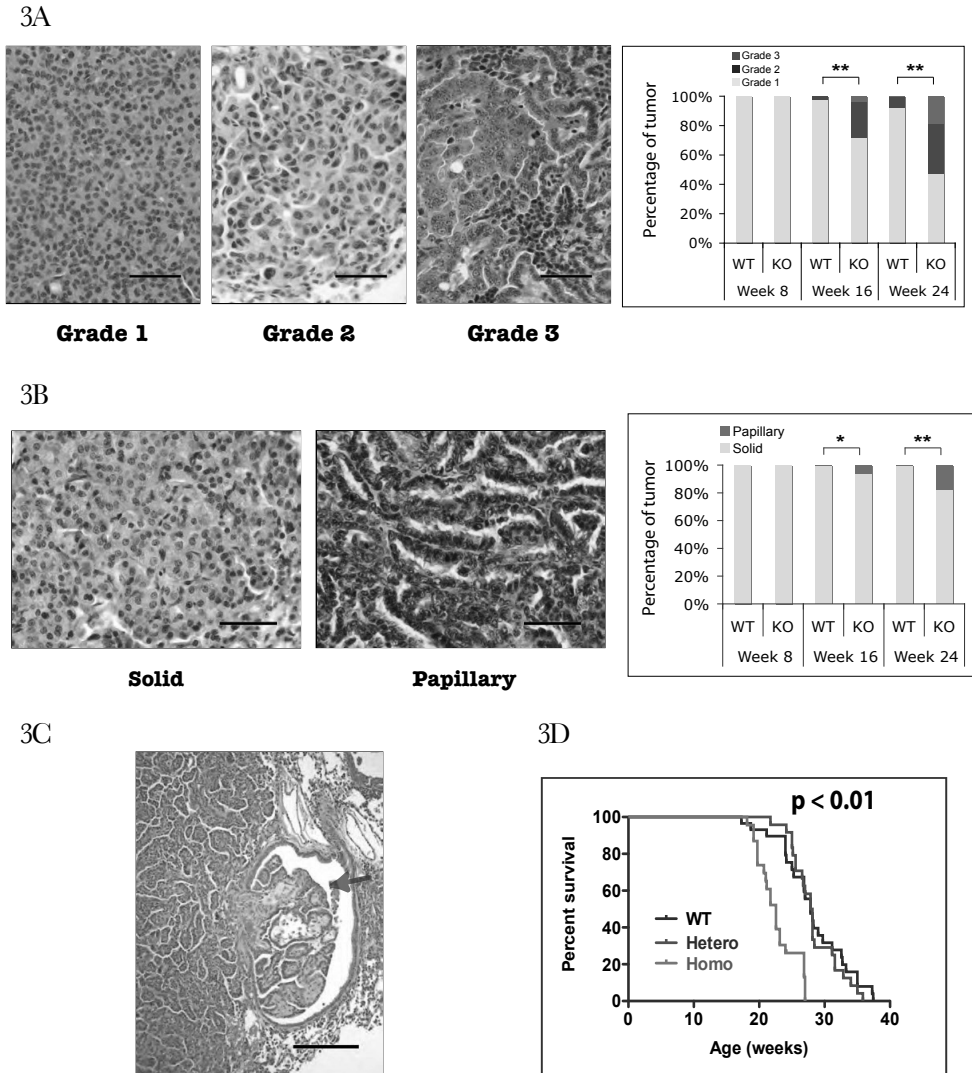 3A
Grade 3
Grade 2
Grade 1
**
**
100%
80%
60%
40%
20%
0%
Percentage of tumor
WT
KO
WT
KO
WT
KO
Week 8
Week 16
Week 24
Grade 1
Grade 2
Grade 3
3B
Papillary
Solid
*
**
100%
80%
60%
40%
20%
0%
Percentage of tumor
WT
KO
WT
KO
WT
KO
Week 8
Week 16
Week 24
Solid
Papillary
3C
3D
p < 0.01
100
80
60
40
20
0
Percent survival
WT
Hetero
Homo
0
20
30
40
Age (weeks)